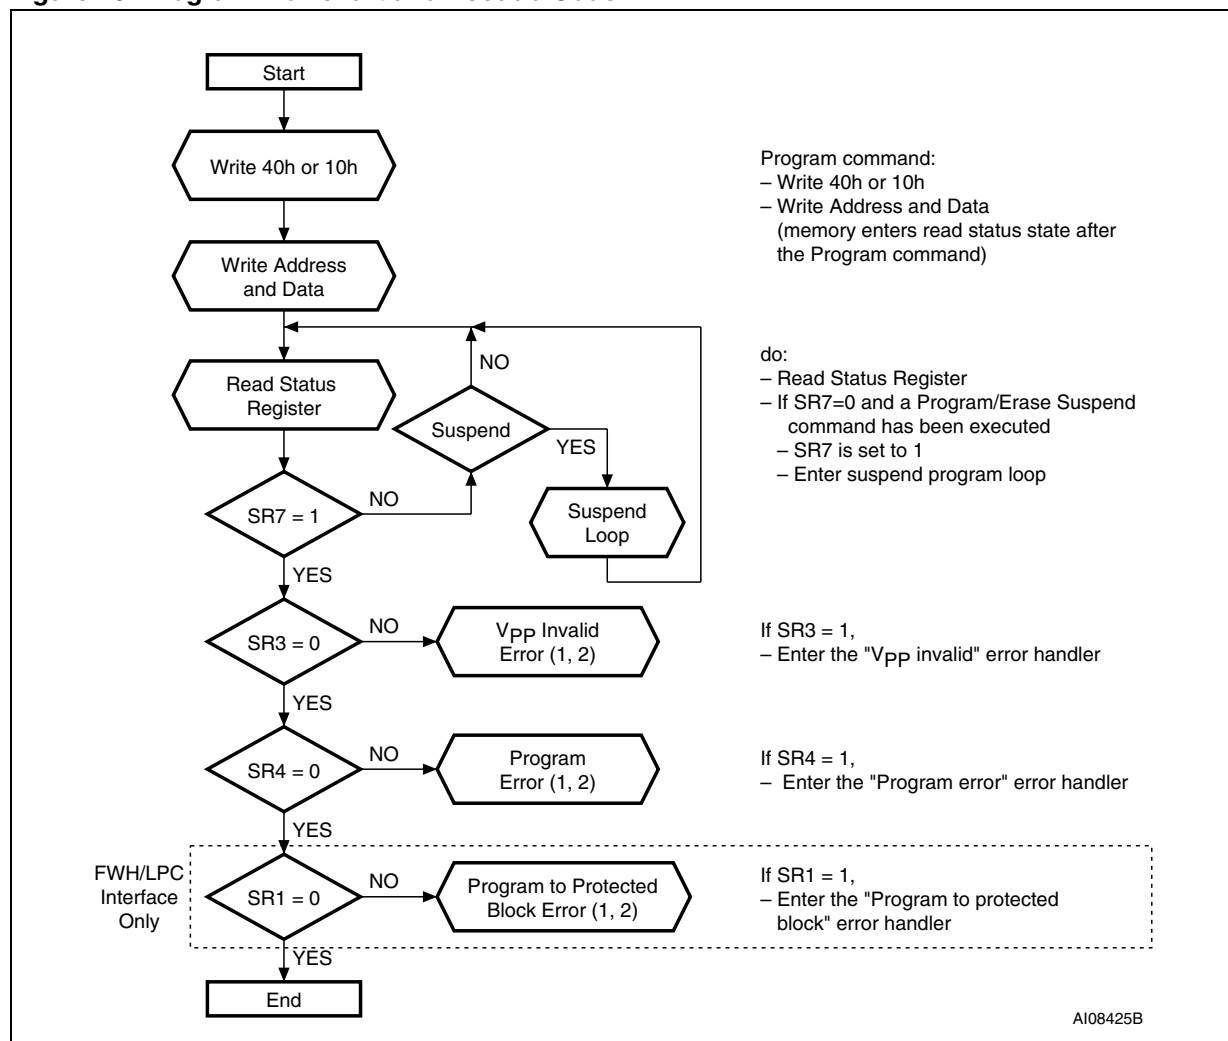 Start
Write 40h or 10h
Program command:
– Write 40h or 10h
– Write Address and Data
(memory enters read status state after
the Program command)
Write Address
and Data
NO
do:
– Read Status Register
– If SR7=0 and a Program/Erase Suspend
command has been executed
– SR7 is set to 1
– Enter suspend program loop
Read Status
Register
Suspend
YES
SR7 = 1
NO
Suspend
Loop
YES
SR3 = 0
NO
VPP Invalid
Error (1, 2)
If SR3 = 1,
– Enter the "VPP invalid" error handler
YES
SR4 = 0
NO
Program
Error (1, 2)
If SR4 = 1,
– Enter the "Program error" error handler
YES
FWH/LPC
Interface
Only
SR1 = 0
NO
Program to Protected
Block Error (1, 2)
If SR1 = 1,
– Enter the "Program to protected
block" error handler
YES
End
AI08425B